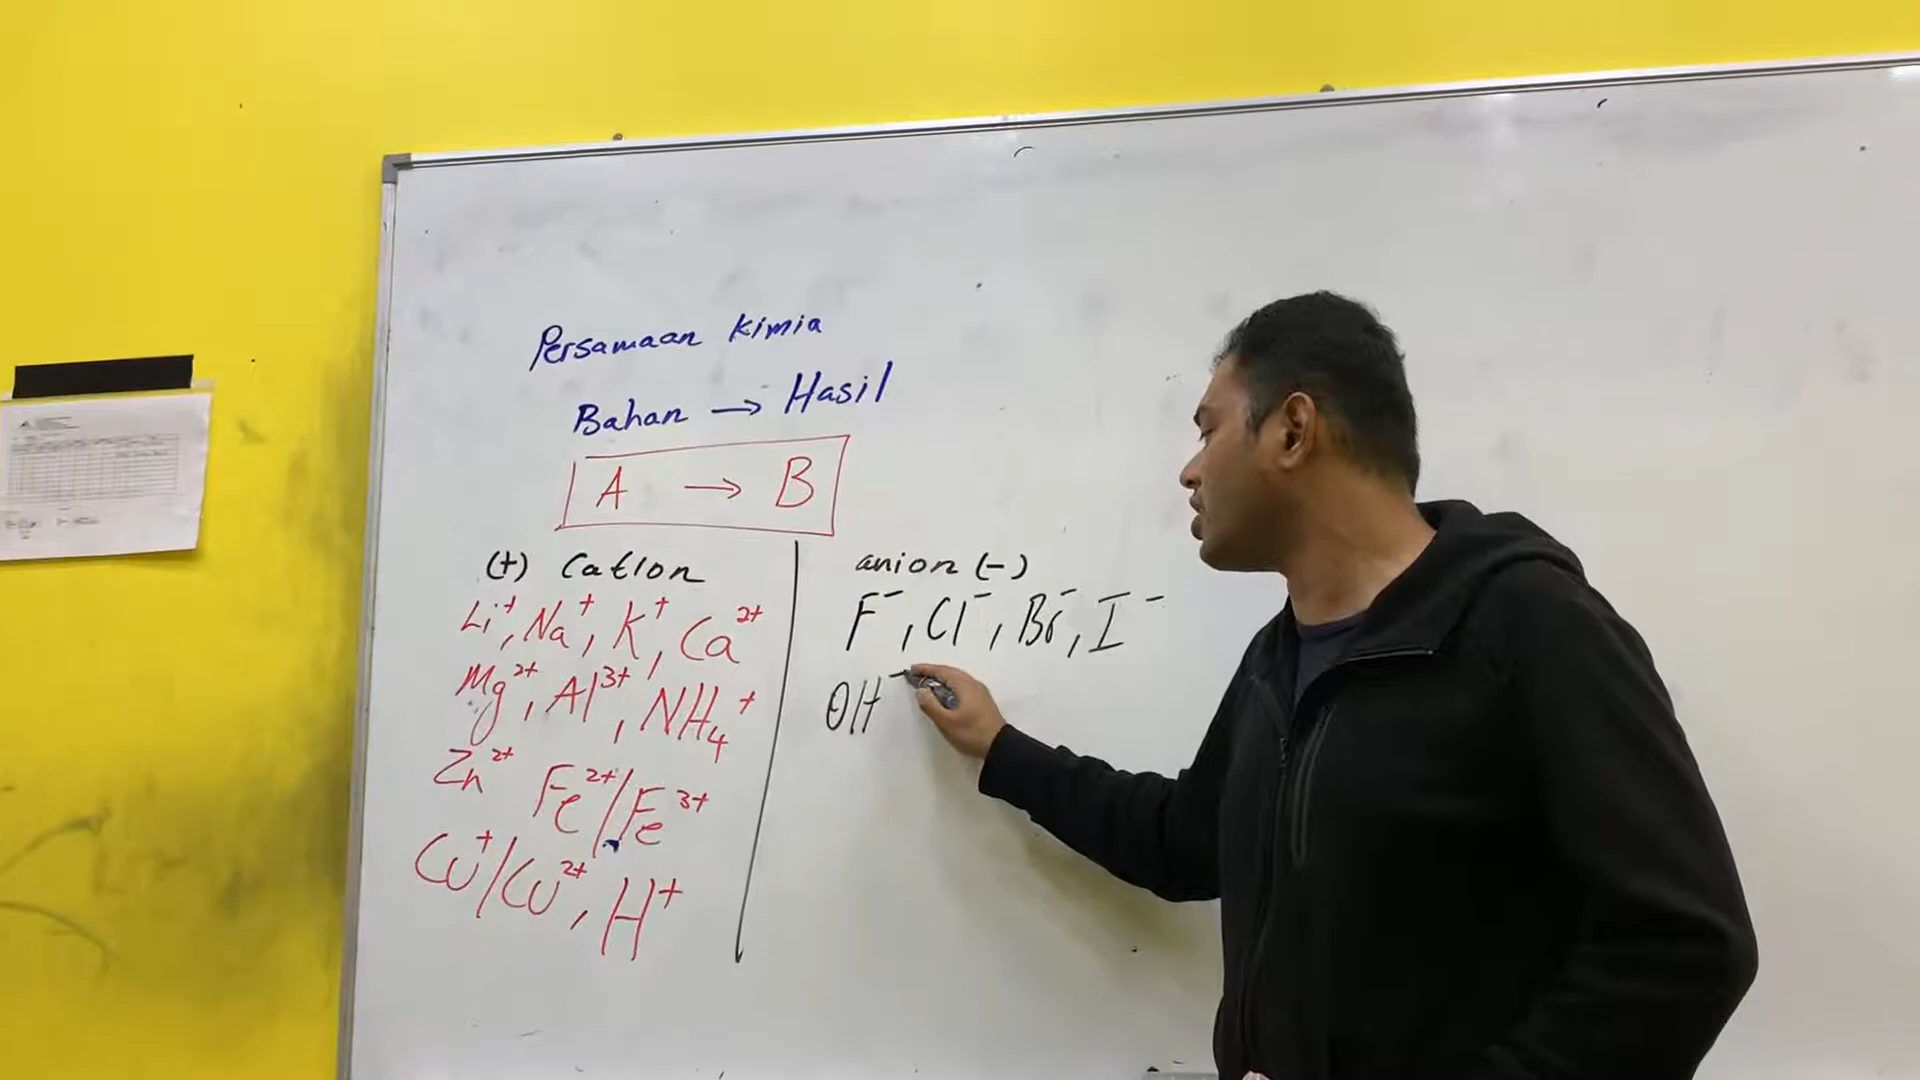 Persamaan Kimia
Bahan → Hasil
A → B
(+) Cation
Li⁺, Na⁺, K⁺, Ca²⁺
Mg²⁺, Al³⁺, NH₄⁺
Zn²⁺ Fe²⁺/Fe³⁺
Cu⁺/Cu²⁺, H⁺
anion (-)
F⁻, Cl⁻, Br⁻, I⁻
OH⁻